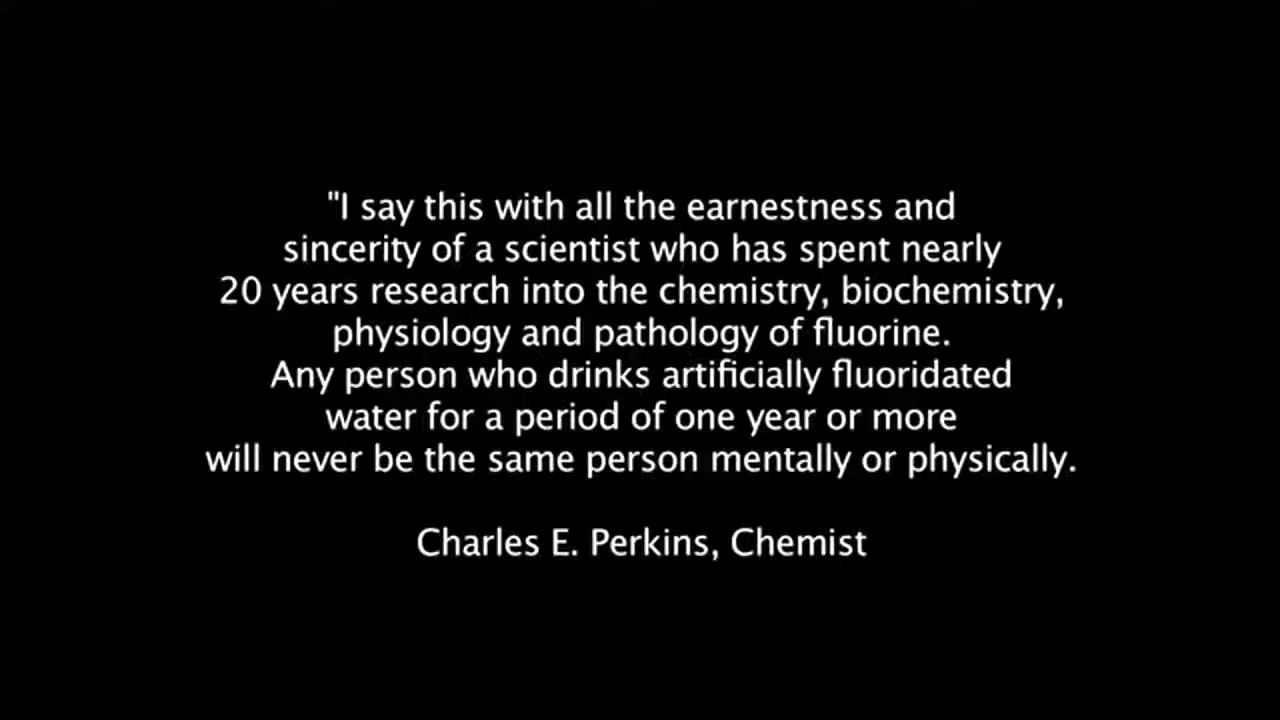 "I say this with all the earnestness and
sincerity of a scientist who has spent nearly
20 years research into the chemistry, biochemistry,
physiology and pathology of fluorine.
Any person who drinks artificially fluoridated
water for a period of one year or more
will never be the same person mentally or physically.
Charles E. Perkins, Chemist